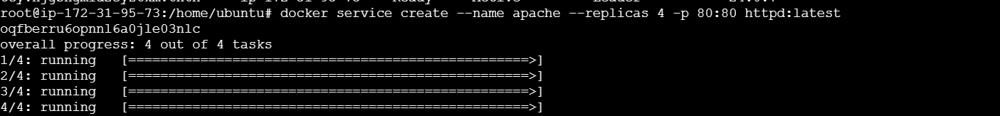 root@ip-172-31-95-73:/home/ubuntu# docker service create --name apache --replicas 4 -p 80:80 httpd:latest
oqfberru6opnnl6a0jle03nlc
overall progress: 4 out of 4 tasks
1/4: running   [==================================================>]
2/4: running   [==================================================>]
3/4: running   [==================================================>]
4/4: running   [==================================================>]